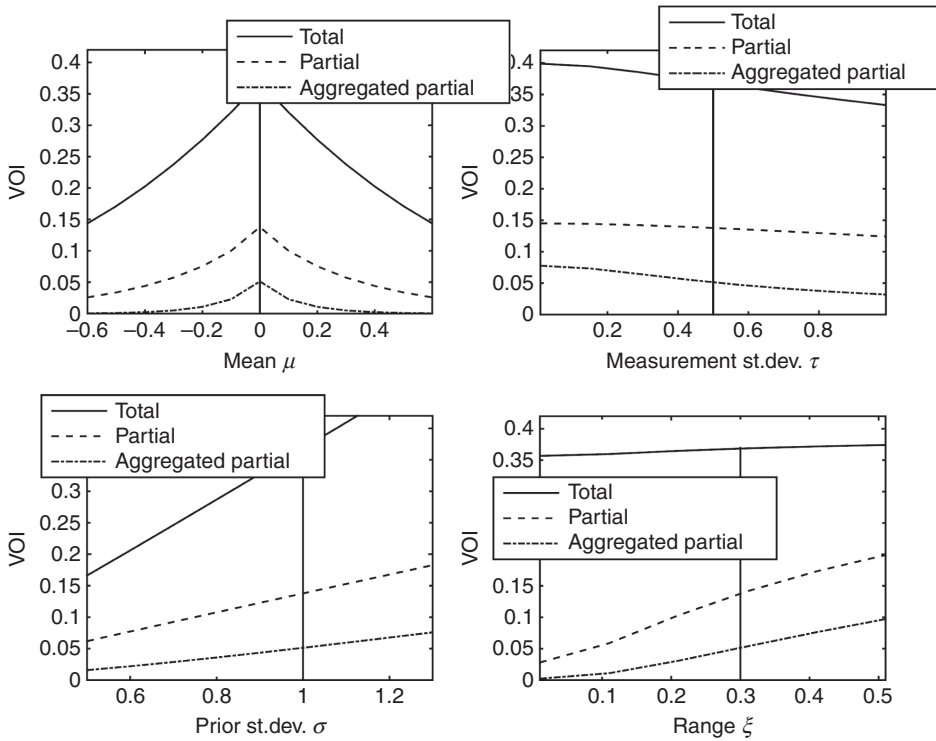 Total
Partial
Aggregated partial
0.4
0.35
0.3
0.25
0.2
0.15
0.1
0.05
0
VOI
−0.6 −0.4 −0.2 0 0.2 0.4
Mean μ
Total
Partial
Aggregated partial
0.4
0.35
0.3
0.25
0.2
0.15
0.1
0.05
0
VOI
0.2 0.4 0.6 0.8
Measurement st.dev. τ
Total
Partial
Aggregated partial
0.3
0.25
0.2
0.15
0.1
0.05
0
VOI
0.6 0.8 1 1.2
Prior st.dev. σ
0.4
0.35
Total
Partial
Aggregated partial
0.15
0.1
0.05
0
VOI
0.1 0.2 0.3 0.4 0.5
Range ξ